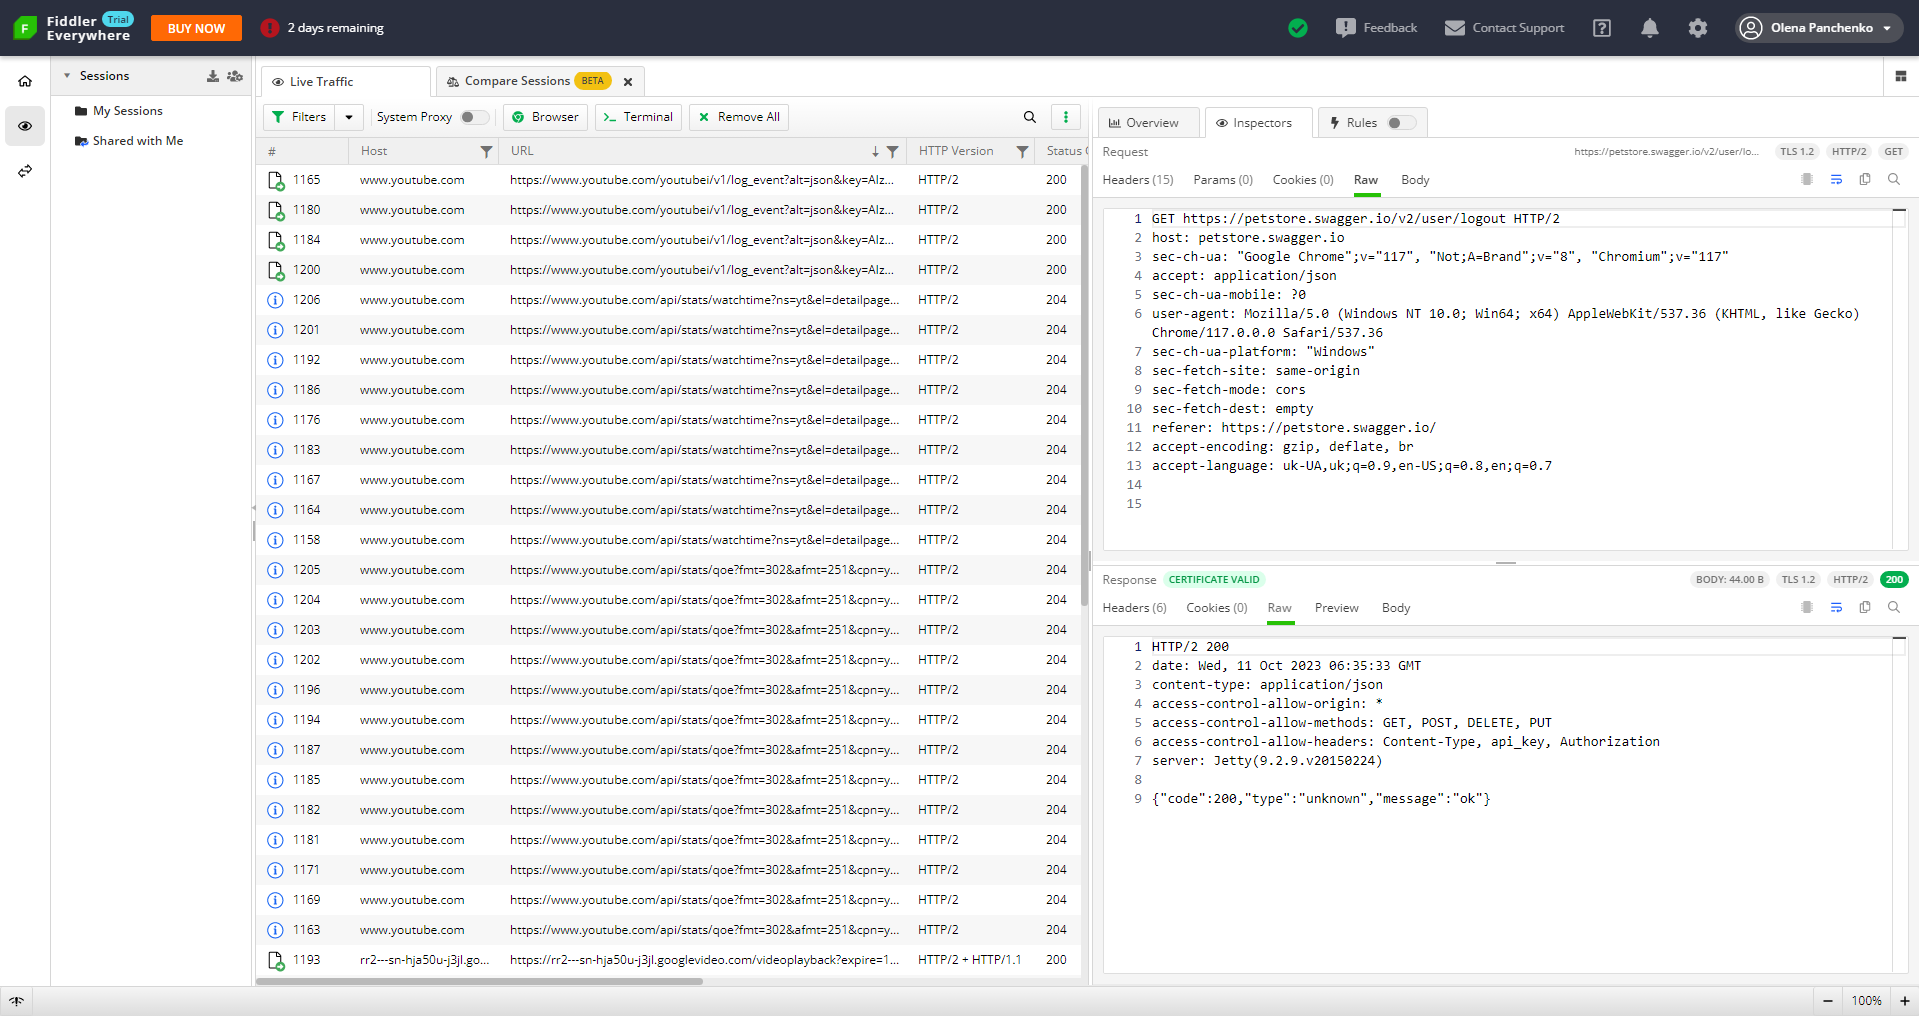 Fiddler Trial
Everywhere
BUY NOW
2 days remaining
Feedback
Contact Support
Olena Panchenko
Sessions
My Sessions
Shared with Me
Live Traffic
Compare Sessions BETA
Filters
System Proxy
Browser
Terminal
Remove All
# Host URL HTTP Version Status C
1165 www.youtube.com https://www.youtube.com/youtubei/v1/log_event?alt=json&key=AIz... HTTP/2 200
1180 www.youtube.com https://www.youtube.com/youtubei/v1/log_event?alt=json&key=AIz... HTTP/2 200
1184 www.youtube.com https://www.youtube.com/youtubei/v1/log_event?alt=json&key=AIz... HTTP/2 200
1200 www.youtube.com https://www.youtube.com/youtubei/v1/log_event?alt=json&key=AIz... HTTP/2 200
1206 www.youtube.com https://www.youtube.com/api/stats/watchtime?ns=yt&el=detailpage... HTTP/2 204
1201 www.youtube.com https://www.youtube.com/api/stats/watchtime?ns=yt&el=detailpage... HTTP/2 204
1192 www.youtube.com https://www.youtube.com/api/stats/watchtime?ns=yt&el=detailpage... HTTP/2 204
1186 www.youtube.com https://www.youtube.com/api/stats/watchtime?ns=yt&el=detailpage... HTTP/2 204
1176 www.youtube.com https://www.youtube.com/api/stats/watchtime?ns=yt&el=detailpage... HTTP/2 204
1183 www.youtube.com https://www.youtube.com/api/stats/watchtime?ns=yt&el=detailpage... HTTP/2 204
1167 www.youtube.com https://www.youtube.com/api/stats/watchtime?ns=yt&el=detailpage... HTTP/2 204
1164 www.youtube.com https://www.youtube.com/api/stats/watchtime?ns=yt&el=detailpage... HTTP/2 204
1158 www.youtube.com https://www.youtube.com/api/stats/watchtime?ns=yt&el=detailpage... HTTP/2 204
1205 www.youtube.com https://www.youtube.com/api/stats/qoe?fmt=302&afmt=251&cpn=y... HTTP/2 204
1204 www.youtube.com https://www.youtube.com/api/stats/qoe?fmt=302&afmt=251&cpn=y... HTTP/2 204
1203 www.youtube.com https://www.youtube.com/api/stats/qoe?fmt=302&afmt=251&cpn=y... HTTP/2 204
1202 www.youtube.com https://www.youtube.com/api/stats/qoe?fmt=302&afmt=251&cpn=y... HTTP/2 204
1196 www.youtube.com https://www.youtube.com/api/stats/qoe?fmt=302&afmt=251&cpn=y... HTTP/2 204
1194 www.youtube.com https://www.youtube.com/api/stats/qoe?fmt=302&afmt=251&cpn=y... HTTP/2 204
1187 www.youtube.com https://www.youtube.com/api/stats/qoe?fmt=302&afmt=251&cpn=y... HTTP/2 204
1185 www.youtube.com https://www.youtube.com/api/stats/qoe?fmt=302&afmt=251&cpn=y... HTTP/2 204
1182 www.youtube.com https://www.youtube.com/api/stats/qoe?fmt=302&afmt=251&cpn=y... HTTP/2 204
1181 www.youtube.com https://www.youtube.com/api/stats/qoe?fmt=302&afmt=251&cpn=y... HTTP/2 204
1171 www.youtube.com https://www.youtube.com/api/stats/qoe?fmt=302&afmt=251&cpn=y... HTTP/2 204
1169 www.youtube.com https://www.youtube.com/api/stats/qoe?fmt=302&afmt=251&cpn=y... HTTP/2 204
1163 www.youtube.com https://www.youtube.com/api/stats/qoe?fmt=302&afmt=251&cpn=y... HTTP/2 204
1193 rr2---sn-hja50u-j3jl.go... https://rr2---sn-hja50u-j3jl.googlevideo.com/videoplayback?expire=1... HTTP/2 + HTTP/1.1 200
Overview
Inspectors
Rules
Request https://petstore.swagger.io/v2/user/lo... TLS 1.2 HTTP/2 GET
Headers (15) Params (0) Cookies (0) Raw Body
1 GET https://petstore.swagger.io/v2/user/logout HTTP/2
2 host: petstore.swagger.io
3 sec-ch-ua: "Google Chrome";v="117", "Not;A=Brand";v="8", "Chromium";v="117"
4 accept: application/json
5 sec-ch-ua-mobile: ?0
6 user-agent: Mozilla/5.0 (Windows NT 10.0; Win64; x64) AppleWebKit/537.36 (KHTML, like Gecko)
Chrome/117.0.0.0 Safari/537.36
7 sec-ch-ua-platform: "Windows"
8 sec-fetch-site: same-origin
9 sec-fetch-mode: cors
10 sec-fetch-dest: empty
11 referer: https://petstore.swagger.io/
12 accept-encoding: gzip, deflate, br
13 accept-language: uk-UA,uk;q=0.9,en-US;q=0.8,en;q=0.7
14
15
Response CERTIFICATE VALID BODY: 44.00 B TLS 1.2 HTTP/2 200
Headers (6) Cookies (0) Raw Preview Body
1 HTTP/2 200
2 date: Wed, 11 Oct 2023 06:35:33 GMT
3 content-type: application/json
4 access-control-allow-origin: *
5 access-control-allow-methods: GET, POST, DELETE, PUT
6 access-control-allow-headers: Content-Type, api_key, Authorization
7 server: Jetty(9.2.9.v20150224)
8
9 {"code":200,"type":"unknown","message":"ok"}
100%